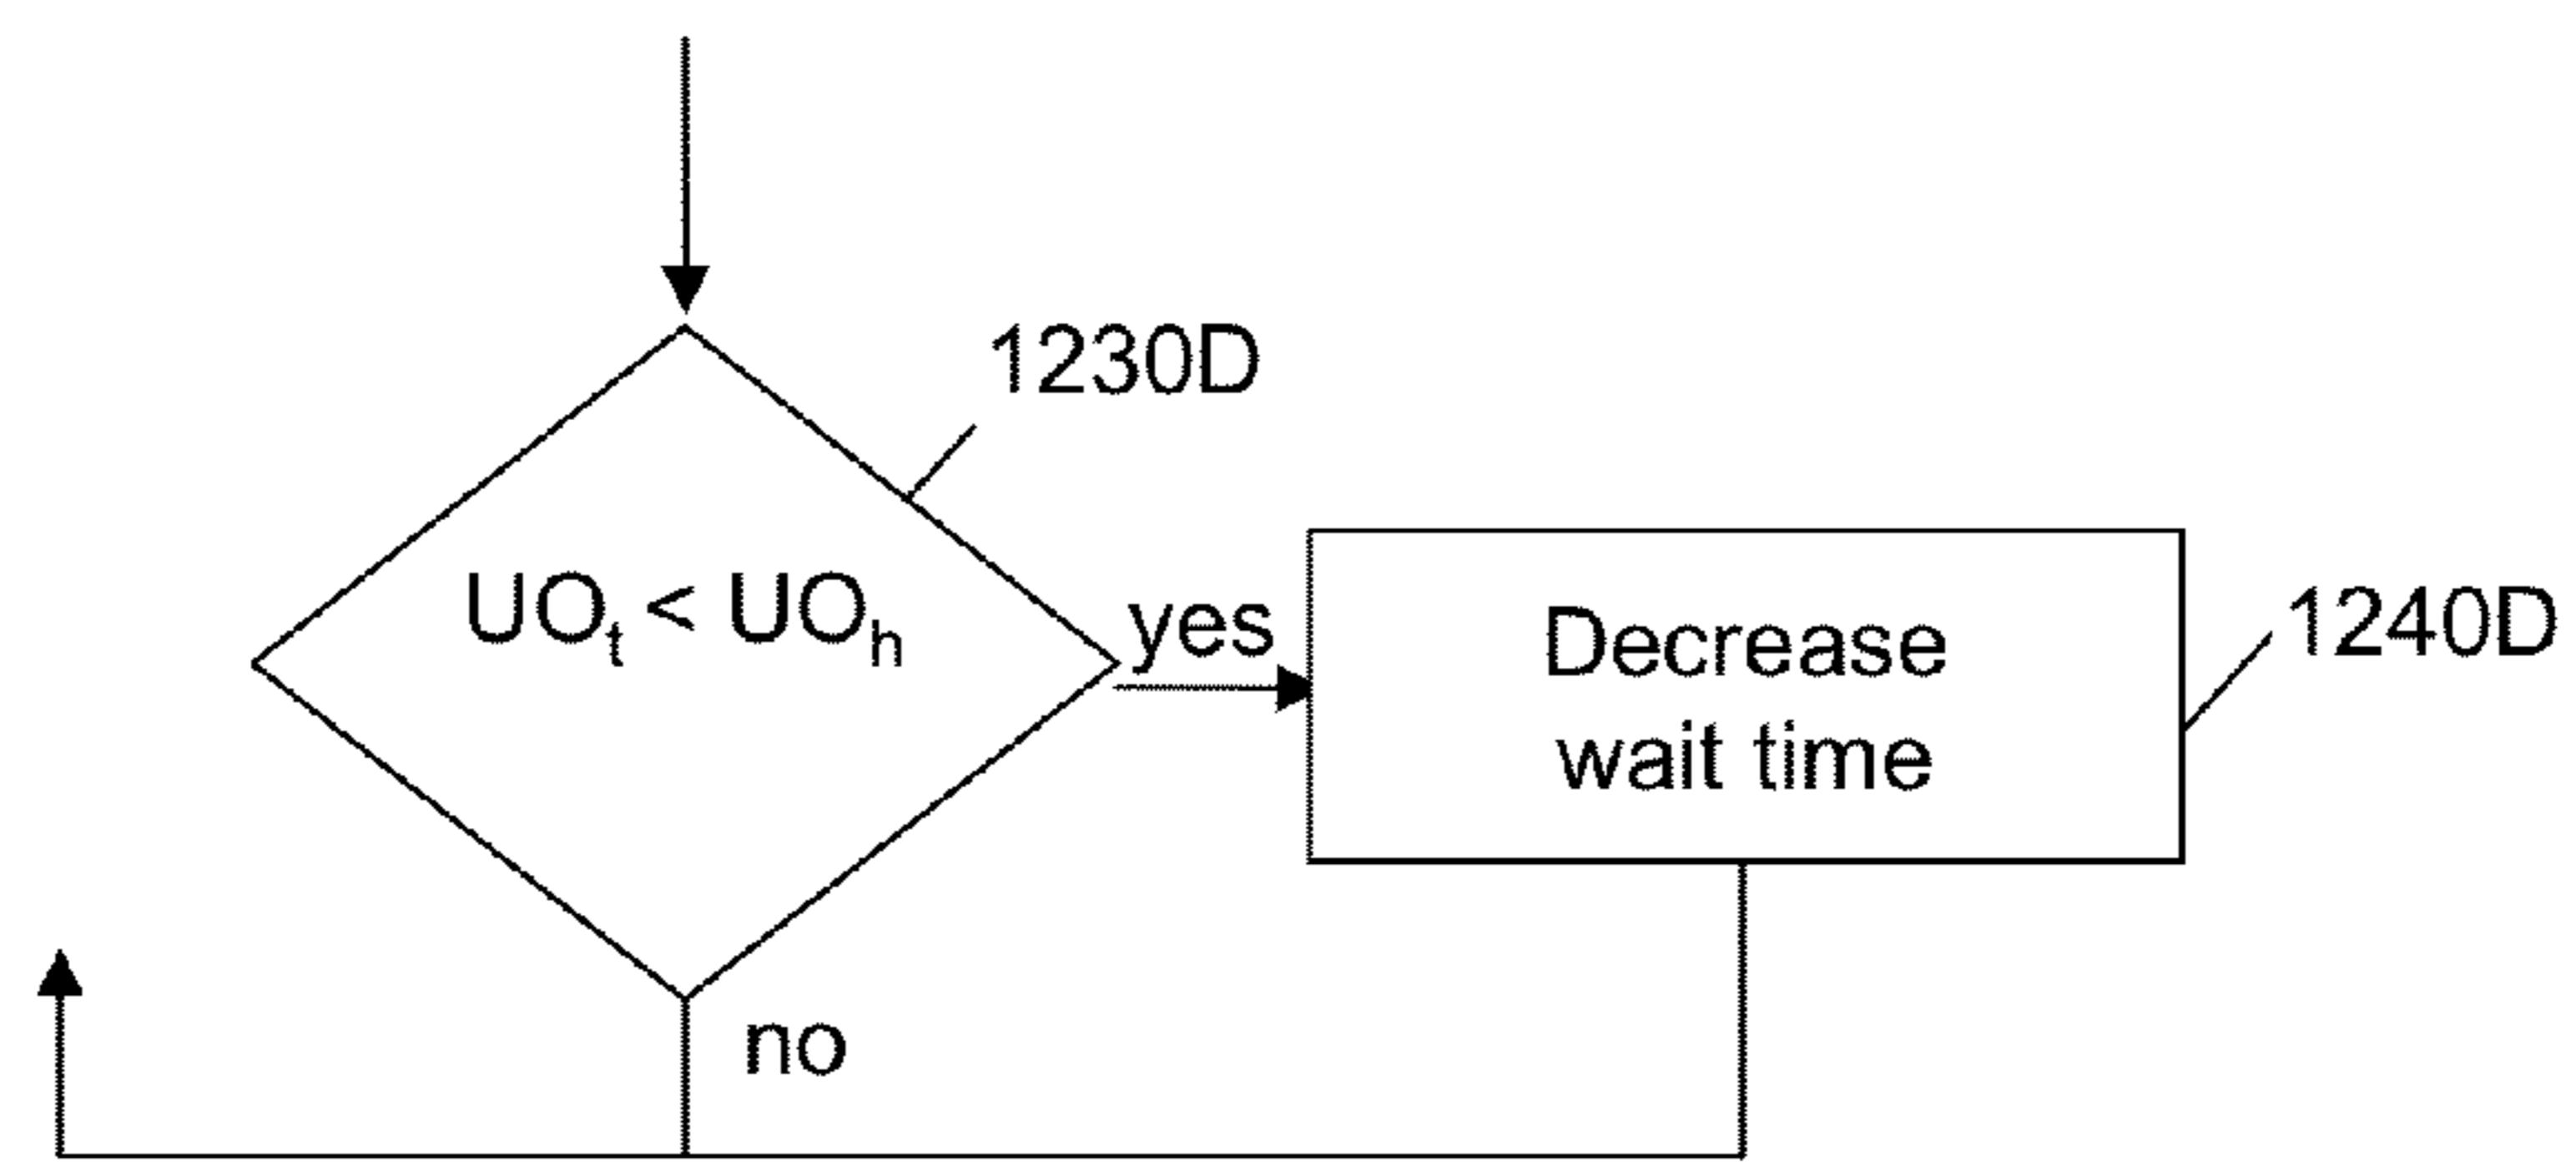 1230D
UOt < UOh
yes
Decrease
wait time
1240D
no